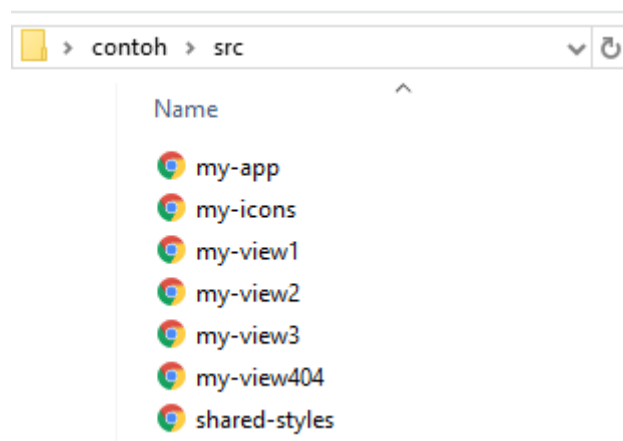 contoh > src
Name
my-app
my-icons
my-view1
my-view2
my-view3
my-view404
shared-styles